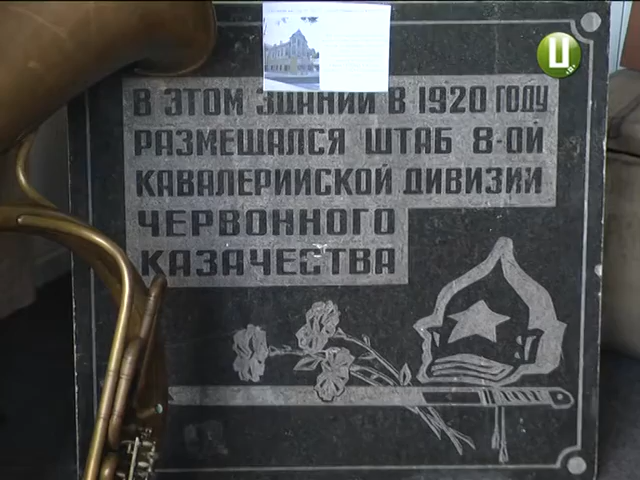 В ЭТОМ ЗДАНИИ В 1920 ГОДУ
РАЗМЕЩАЛСЯ ШТАБ 8-ОЙ
КАВАЛЕРИЙСКОЙ ДИВИЗИИ
ЧЕРВОННОГО
КАЗАЧЕСТВА
Ц